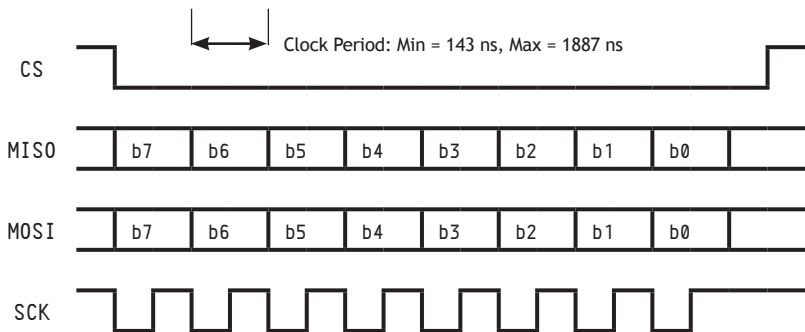 Clock Period: Min = 143 ns, Max = 1887 ns
CS
MISO b7 b6 b5 b4 b3 b2 b1 b0
MOSI b7 b6 b5 b4 b3 b2 b1 b0
SCK